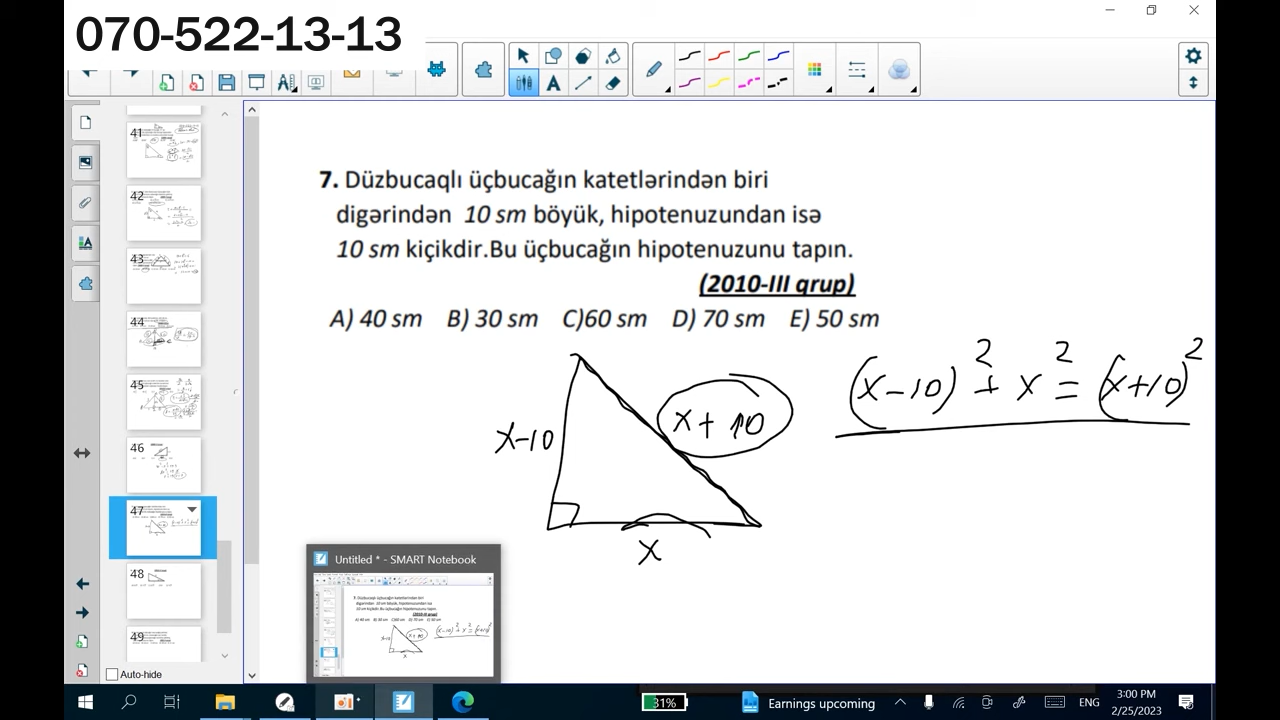 070-522-13-13
41
42
43
44
45
46
47
48
49
Auto-hide
7. Düzbucaqlı üçbucağın katetlərindən biri
digərindən 10 sm böyük, hipotenuzundan isə
10 sm kiçikdir.Bu üçbucağın hipotenuzunu tapın.
(2010-III qrup)
A) 40 sm B) 30 sm C)60 sm D) 70 sm E) 50 sm
(x-10)² + x² = (x+10)²
x+10
x-10
x
Untitled * - SMART Notebook
31%
Earnings upcoming
ENG
3:00 PM
2/25/2023